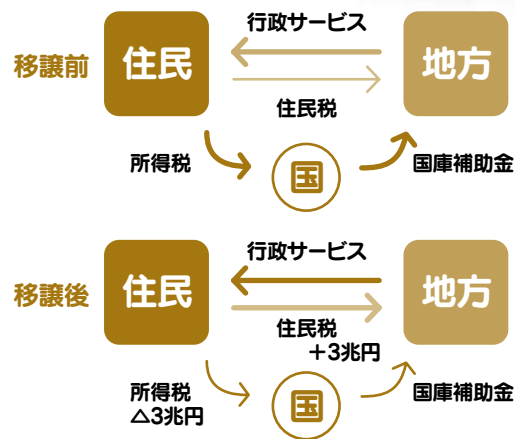 行政サービス
移譲前
住民
地方
住民税
所得税
国
国庫補助金
行政サービス
移譲後
住民
地方
住民税
+3兆円
所得税
△3兆円
国
国庫補助金